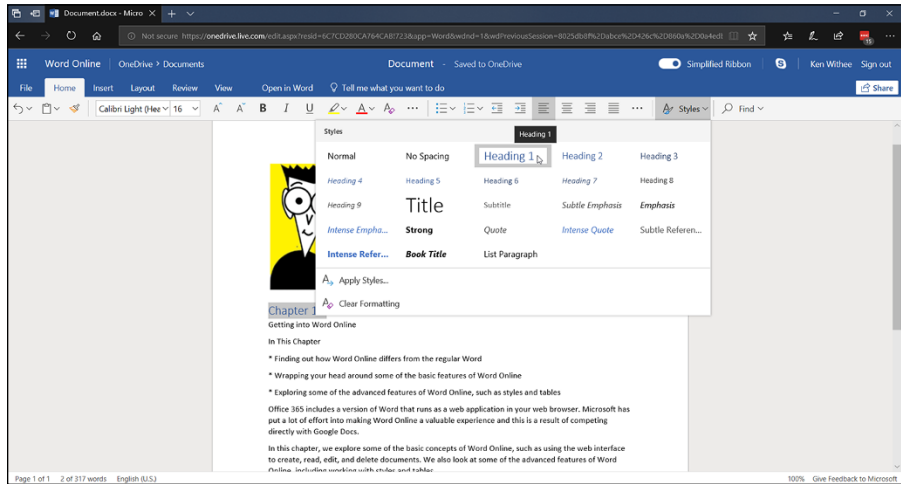 Document.docx - Micro
Not secure https://onedrive.live.com/edit.aspx?resid=6C7CD280CA764CAB!723&app=Word&wdnd=1&wdPreviousSession=
15
Word Online OneDrive > Documents Document - Saved to OneDrive Simplified Ribbon Ken Withee Sign out
File Home Insert Layout Review View Open in Word Tell me what you want to do Share
Calibri Light (Hea 16 A A B I U A A Styles Find
Styles
Heading 1
Normal No Spacing Heading 1 Heading 2 Heading 3
Heading 4 Heading 5 Heading 6 Heading 7 Heading 8
Heading 9 Title Subtitle Subtle Emphasis Emphasis
Intense Empha... Strong Quote Intense Quote Subtle Referen...
Intense Refer... Book Title List Paragraph
Apply Styles...
Clear Formatting
Chapter 1
Getting into Word Online
In This Chapter
* Finding out how Word Online differs from the regular Word
* Wrapping your head around some of the basic features of Word Online
* Exploring some of the advanced features of Word Online, such as styles and tables
Office 365 includes a version of Word that runs as a web application in your web browser. Microsoft has
put a lot of effort into making Word Online a valuable experience and this is a result of competing
directly with Google Docs.
In this chapter, we explore some of the basic concepts of Word Online, such as using the web interface
to create, read, edit, and delete documents. We also look at some of the advanced features of Word
Online, including working with styles and tables.
Page 1 of 1 2 of 317 words English (U.S.) 100% Give Feedback to Microsoft